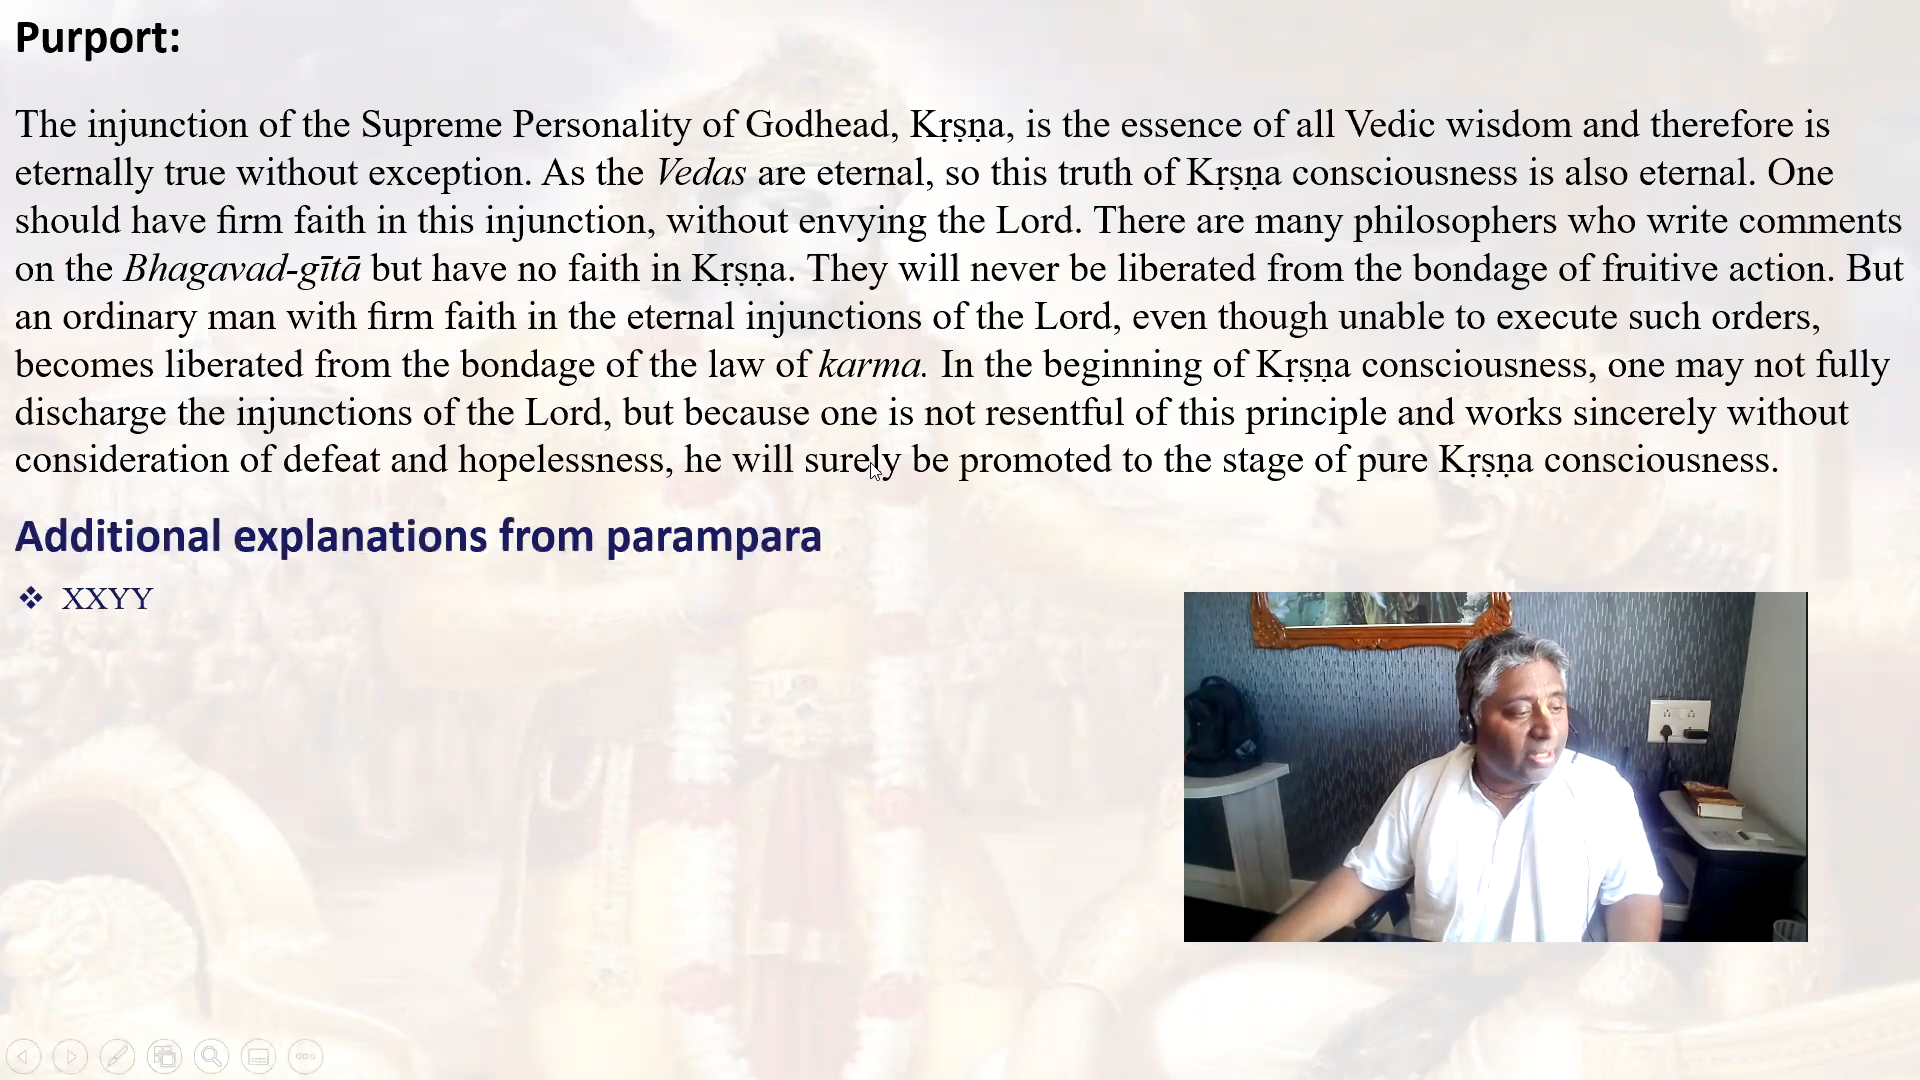 Purport:
The injunction of the Supreme Personality of Godhead, Kṛṣṇa, is the essence of all Vedic wisdom and therefore is
eternally true without exception. As the Vedas are eternal, so this truth of Kṛṣṇa consciousness is also eternal. One
should have firm faith in this injunction, without envying the Lord. There are many philosophers who write comments
on the Bhagavad-gītā but have no faith in Kṛṣṇa. They will never be liberated from the bondage of fruitive action. But
an ordinary man with firm faith in the eternal injunctions of the Lord, even though unable to execute such orders,
becomes liberated from the bondage of the law of karma. In the beginning of Kṛṣṇa consciousness, one may not fully
discharge the injunctions of the Lord, but because one is not resentful of this principle and works sincerely without
consideration of defeat and hopelessness, he will surely be promoted to the stage of pure Kṛṣṇa consciousness.
Additional explanations from parampara
❖ XXYY